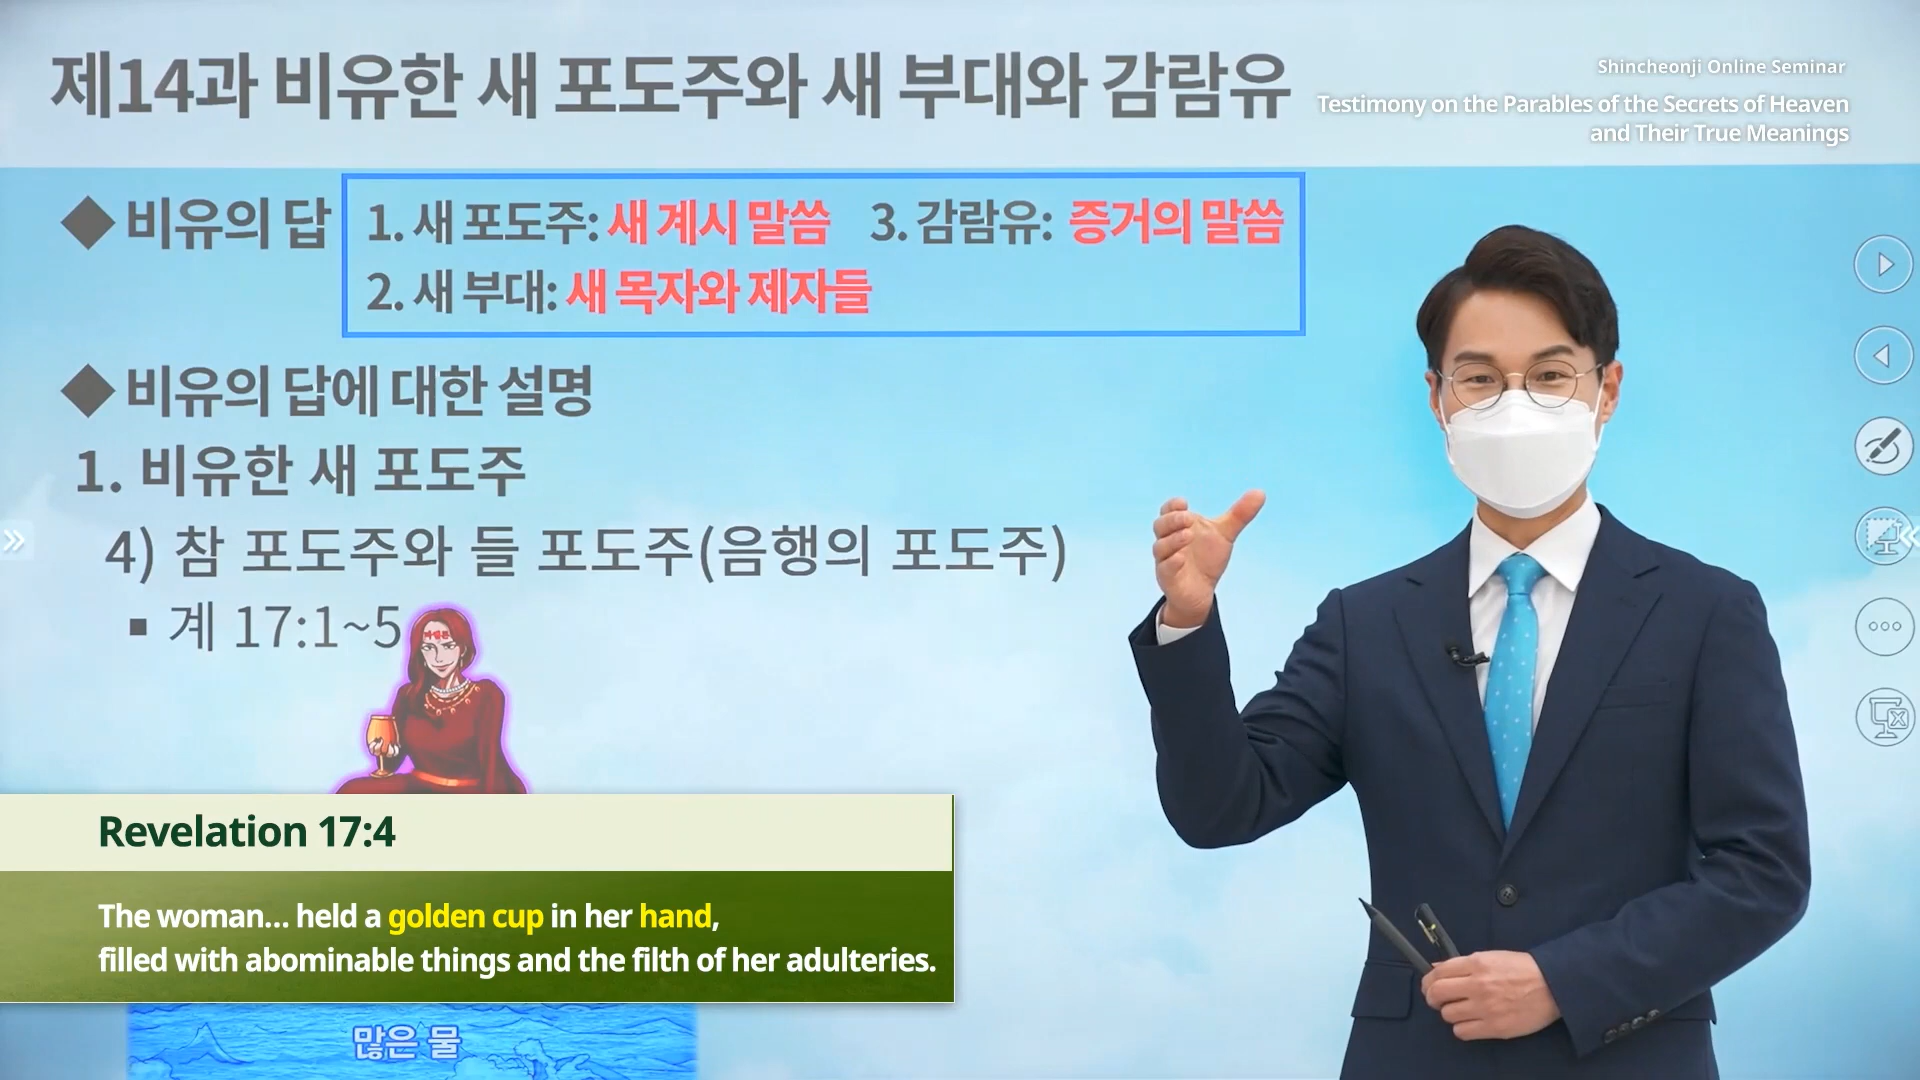 제14과 비유한 새 포도주와 새 부대와 감람유
Shincheonji Online Seminar
Testimony on the Parables of the Secrets of Heaven
and Their True Meanings
◆ 비유의 답
1. 새 포도주: 새 계시 말씀 3. 감람유: 증거의 말씀
2. 새 부대: 새 목자와 제자들
◆ 비유의 답에 대한 설명
1. 비유한 새 포도주
4) 참 포도주와 들 포도주(음행의 포도주)
▪ 계 17:1~5
바벨론
Revelation 17:4
The woman... held a golden cup in her hand,
filled with abominable things and the filth of her adulteries.
많은 물